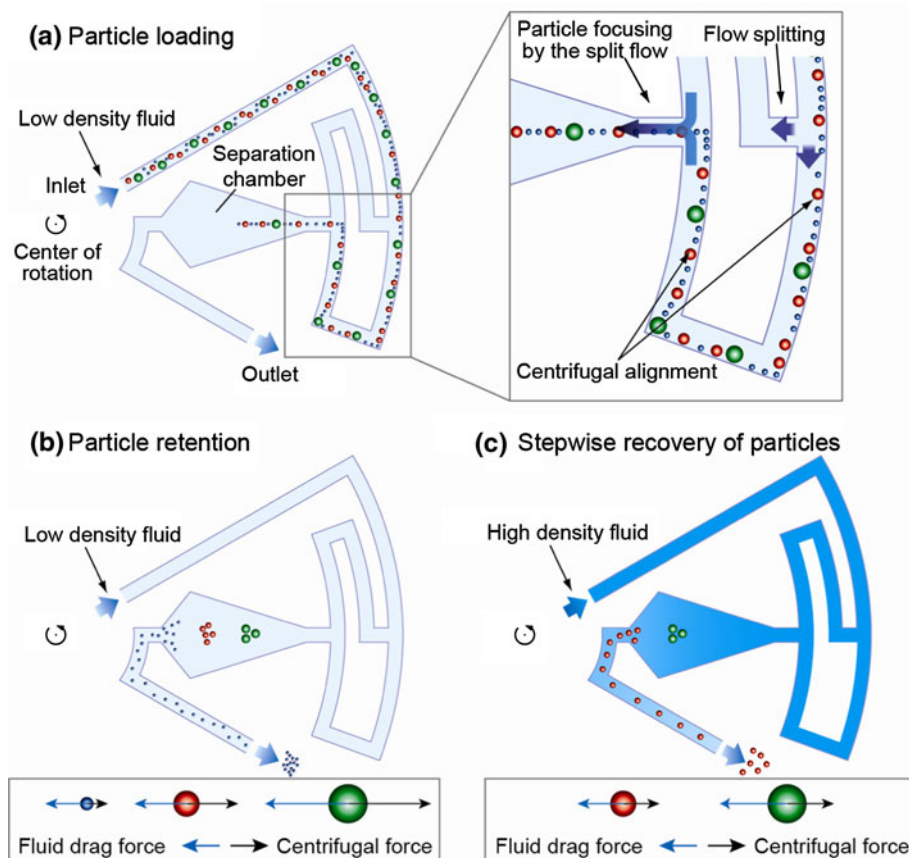 (a) Particle loading
Low density fluid
Inlet
Separation
chamber
Center of
rotation
Outlet
Particle focusing
by the split flow
Flow splitting
Centrifugal alignment
(b) Particle retention
Low density fluid
Fluid drag force
Centrifugal force
(c) Stepwise recovery of particles
High density fluid
Fluid drag force
Centrifugal force